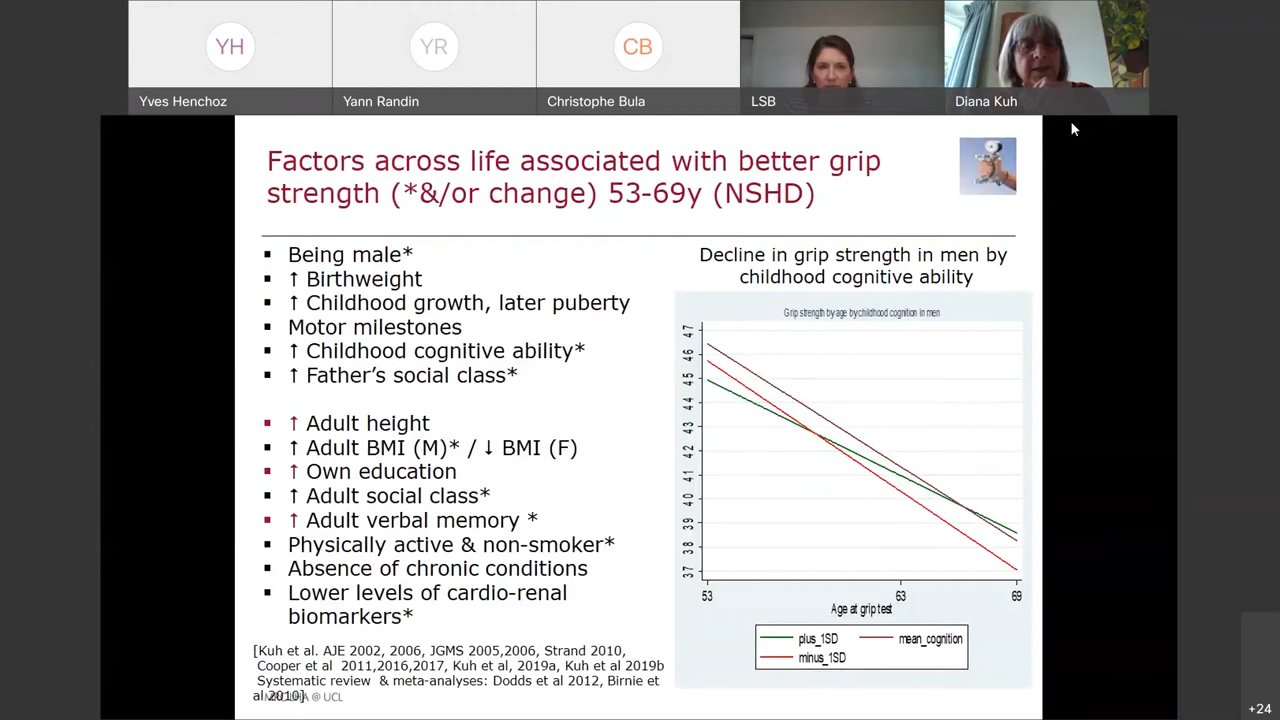 YH
YR
CB
Yves Henchoz
Yann Randin
Christophe Bula
LSB
Diana Kuh
Factors across life associated with better grip
strength (*&/or change) 53-69y (NSHD)
▪ Being male*
▪ ↑ Birthweight
▪ ↑ Childhood growth, later puberty
▪ Motor milestones
▪ ↑ Childhood cognitive ability*
▪ ↑ Father's social class*
▪ ↑ Adult height
▪ ↑ Adult BMI (M)* / ↓ BMI (F)
▪ ↑ Own education
▪ ↑ Adult social class*
▪ ↑ Adult verbal memory *
▪ Physically active & non-smoker*
▪ Absence of chronic conditions
▪ Lower levels of cardio-renal
biomarkers*
[Kuh et al. AJE 2002, 2006, JGMS 2005,2006, Strand 2010,
Cooper et al 2011,2016,2017, Kuh et al, 2019a, Kuh et al 2019b
Systematic review & meta-analyses: Dodds et al 2012, Birnie et
al 2010]
@ UCL
Decline in grip strength in men by
childhood cognitive ability
Grip strength by age by childhood cognition in men
47
46
45
44
43
42
41
40
39
38
37
53 63 69
Age at grip test
plus_1SD mean_cognition
minus_1SD
+24